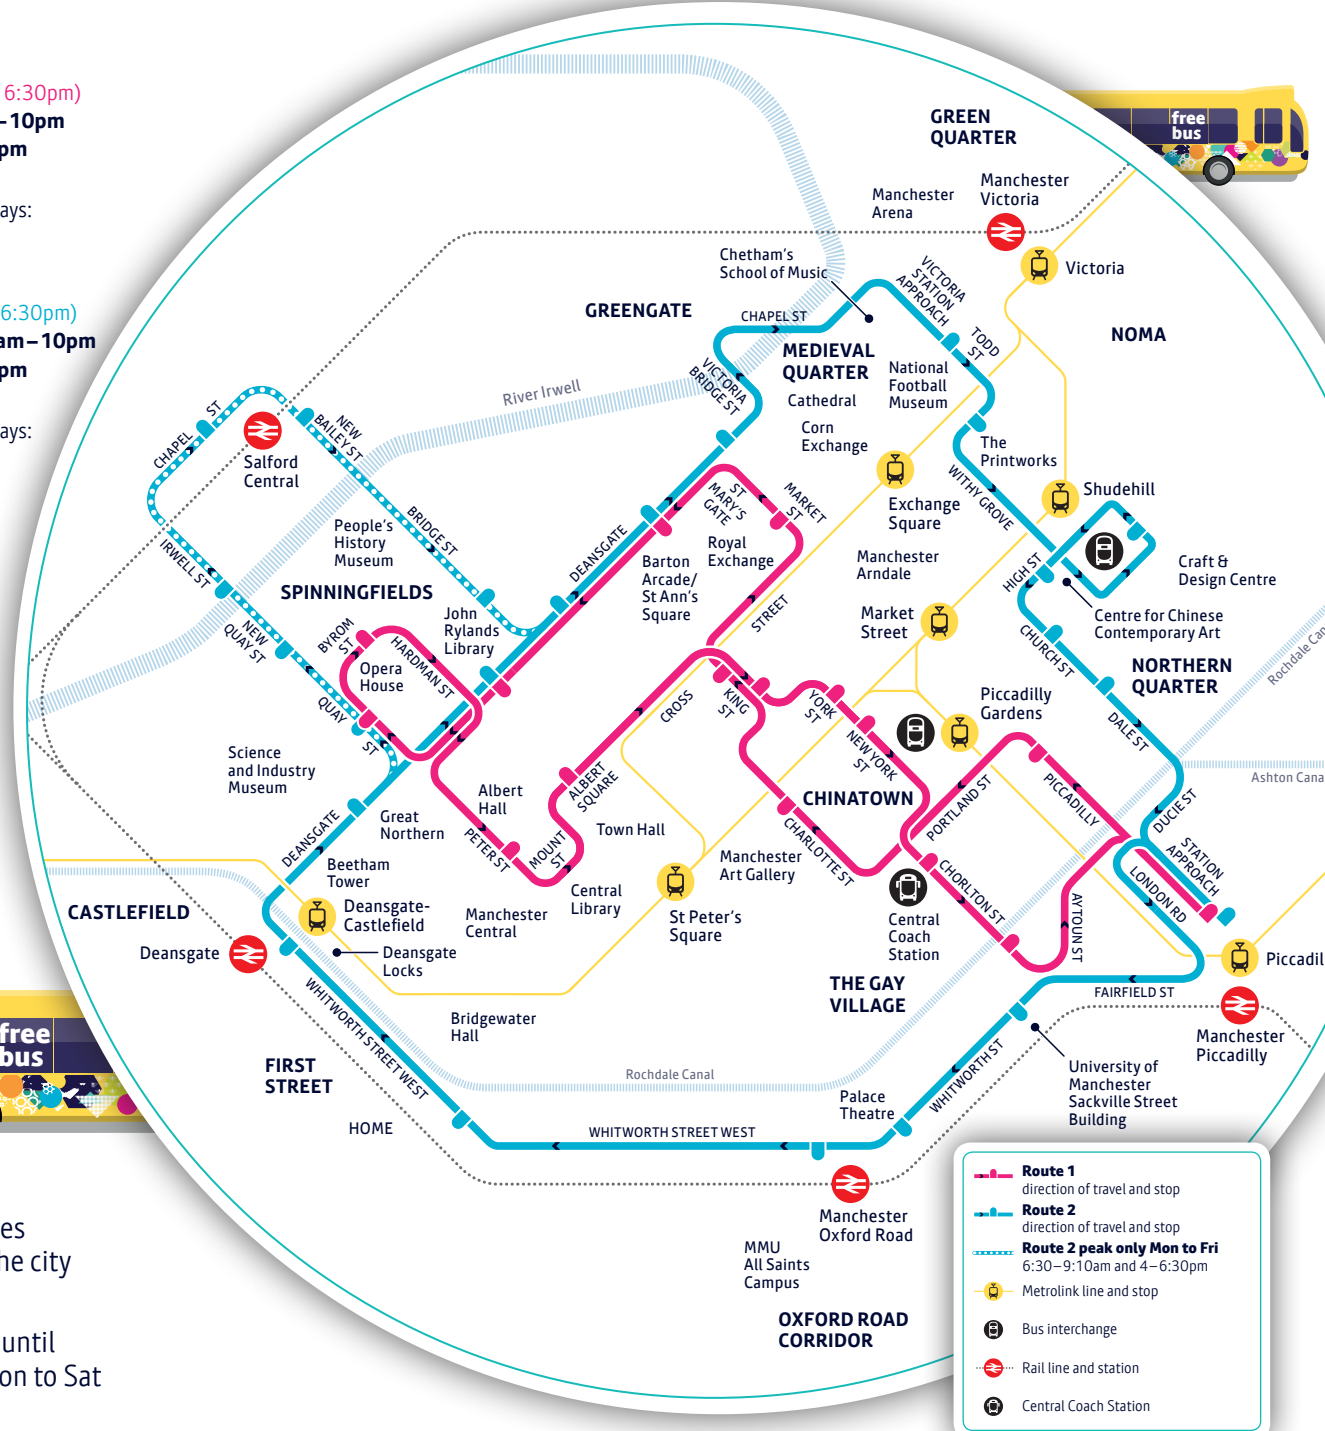 6:30pm)
–10pm
pm
ays:
6:30pm)
am–10pm
pm
ays:
free
bus
GREEN
QUARTER
Manchester
Arena
Manchester
Victoria
Victoria
Chetham's
School of Music
VICTORIA
STATION
APPROACH
GREENGATE
CHAPEL ST
TODD
ST
NOMA
MEDIEVAL
QUARTER
National
Football
Museum
VICTORIA
BRIDGE ST
Cathedral
Corn
Exchange
River Irwell
CHAPEL ST
NEW
BAILEY ST
Salford
Central
The
Printworks
WITHY GROVE
Exchange
Square
Shudehill
ST MARY'S
GATE
MARKET
ST
BRIDGE ST
People's
History
Museum
IRWELL ST
DEANSGATE
Barton
Arcade/
St Ann's
Square
Royal
Exchange
Manchester
Arndale
HIGH ST
Craft &
Design Centre
SPINNINGFIELDS
Centre for Chinese
Contemporary Art
Market
Street
John
Rylands
Library
NEW
QUAY ST
BYROM
ST
HARDMAN ST
Opera
House
CROSS
STREET
CHURCH ST
NORTHERN
QUARTER
Rochdale Can
QUAY
ST
KING
ST
YORK
ST
NEW YORK
ST
Piccadilly
Gardens
DALE ST
Science
and Industry
Museum
ALBERT
SQUARE
Ashton Cana
Albert
Hall
CHINATOWN
PORTLAND ST
PICCADILLY
DUCIE ST
Great
Northern
DEANSGATE
PETER ST
MOUNT
ST
Town Hall
CHARLOTTE ST
STATION
APPROACH
Beetham
Tower
Manchester
Art Gallery
LONDON RD
CASTLEFIELD
Deansgate-
Castlefield
Manchester
Central
Central
Library
St Peter's
Square
Central
Coach
Station
CHORLTON ST
AYTOUN ST
Deansgate
Deansgate
Locks
Piccadil
THE GAY
VILLAGE
FAIRFIELD ST
WHITWORTH STREET WEST
Bridgewater
Hall
Manchester
Piccadilly
free
bus
FIRST
STREET
Rochdale Canal
WHITWORTH ST
University of
Manchester
Sackville Street
Building
Palace
Theatre
HOME
WHITWORTH STREET WEST
Manchester
Oxford Road
MMU
All Saints
Campus
OXFORD ROAD
CORRIDOR
es
he city
until
on to Sat
Route 1
direction of travel and stop
Route 2
direction of travel and stop
Route 2 peak only Mon to Fri
6:30–9:10am and 4–6:30pm
Metrolink line and stop
Bus interchange
Rail line and station
Central Coach Station